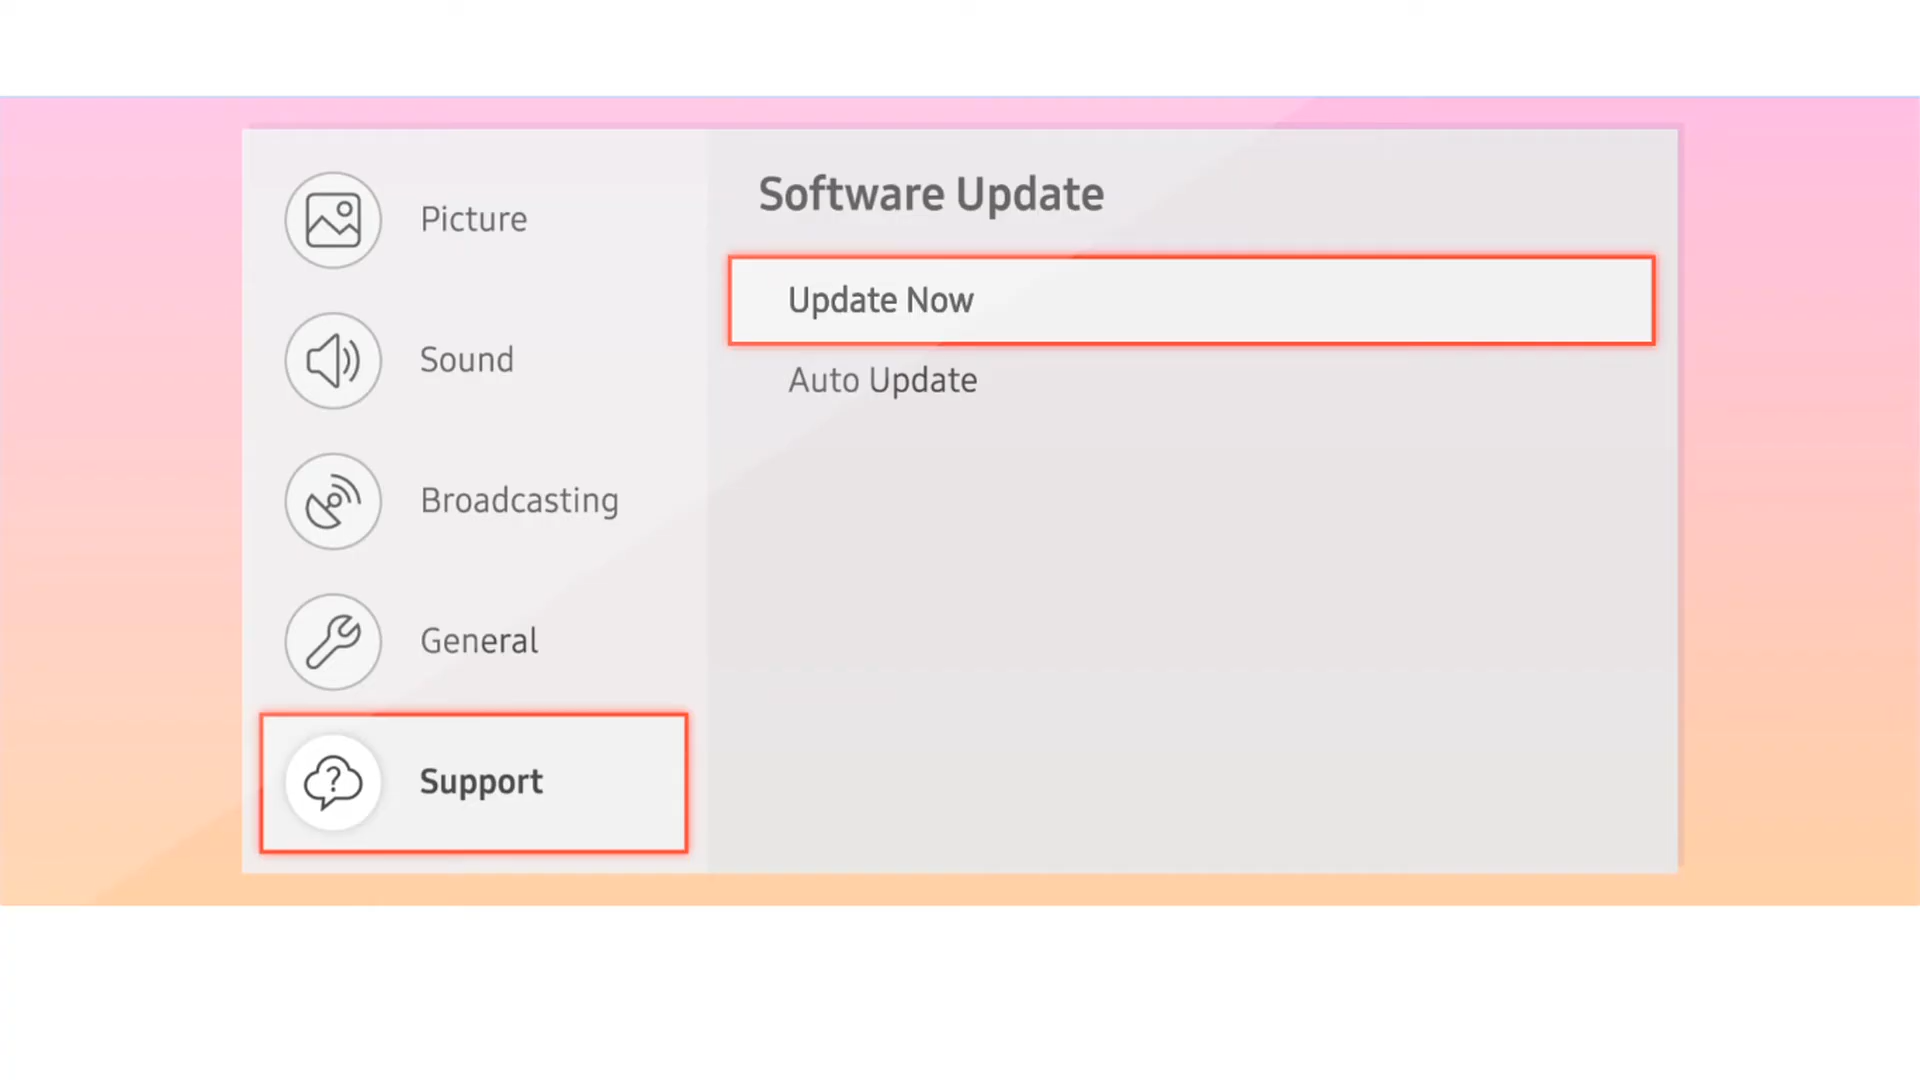 Picture
Sound
Broadcasting
General
Support
Software Update
Update Now
Auto Update